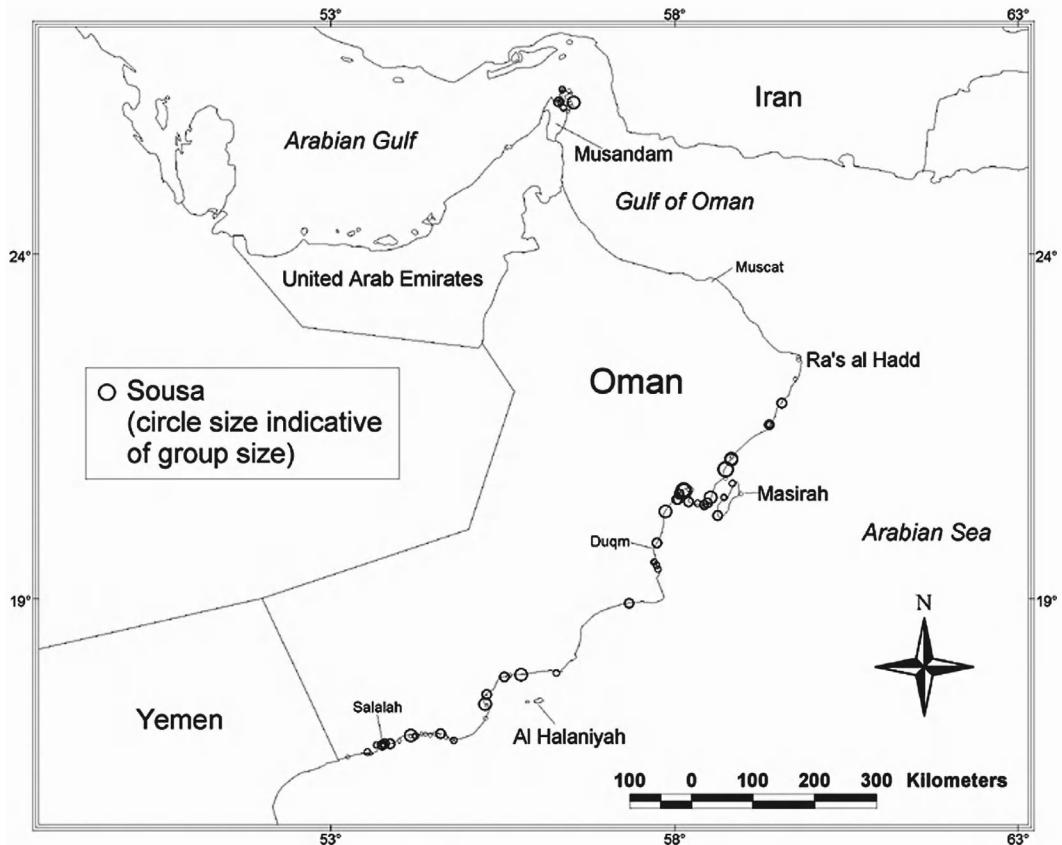 53°
58°
63°
Iran
Arabian Gulf
Musandam
Gulf of Oman
24°
24°
Muscat
United Arab Emirates
Ra's al Hadd
Oman
Sousa
(circle size indicative
of group size)
Masirah
Arabian Sea
Duqm
19°
19°
N
Salalah
Yemen
Al Halaniyah
100 0 100 200 300 Kilometers
53°
58°
63°